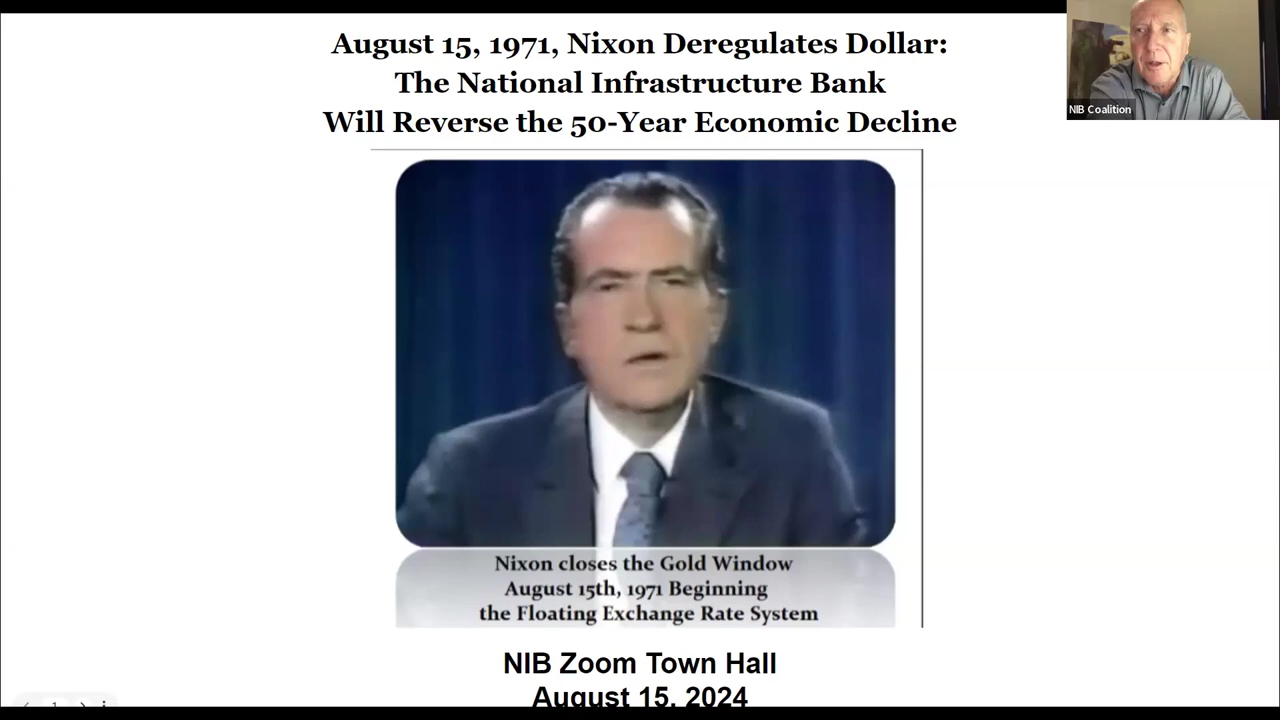 August 15, 1971, Nixon Deregulates Dollar:
The National Infrastructure Bank
Will Reverse the 50-Year Economic Decline
NIB Coalition
Nixon closes the Gold Window
August 15th, 1971 Beginning
the Floating Exchange Rate System
NIB Zoom Town Hall
August 15, 2024
1